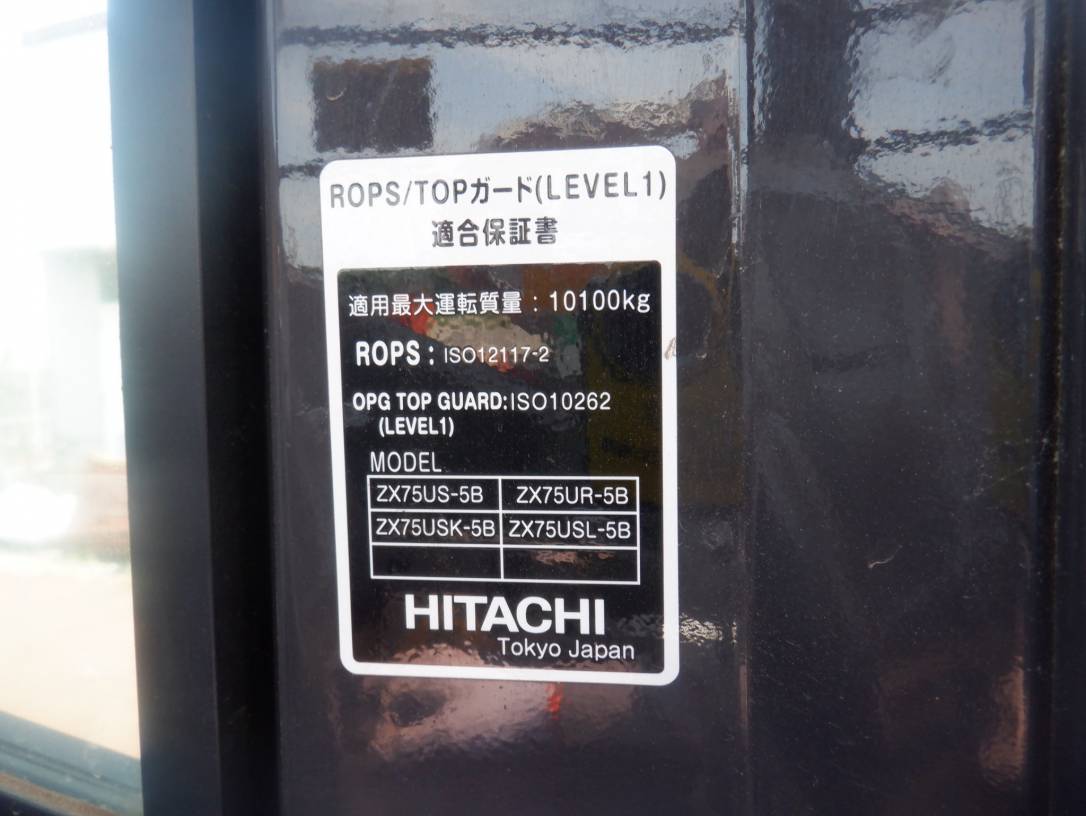 ROPS/TOPガード(LEVEL1)
適合保証書
適用最大運転質量：10100kg
ROPS：ISO12117-2
OPG TOP GUARD:ISO10262
(LEVEL1)
MODEL
ZX75US-5B ZX75UR-5B
ZX75USK-5B ZX75USL-5B
HITACHI
Tokyo Japan